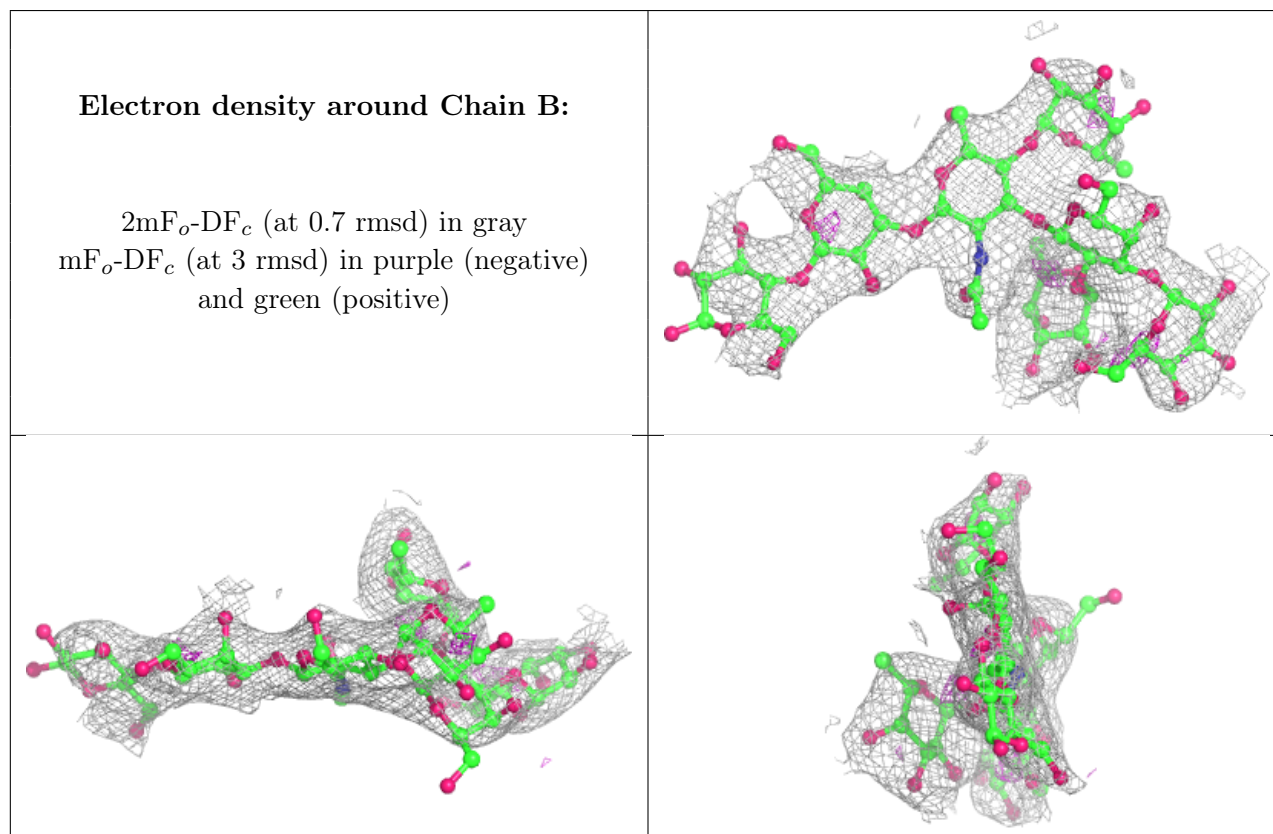 Electron density around Chain B:
2mFₒ-DF𝒸 (at 0.7 rmsd) in gray
mFₒ-DF𝒸 (at 3 rmsd) in purple (negative)
and green (positive)